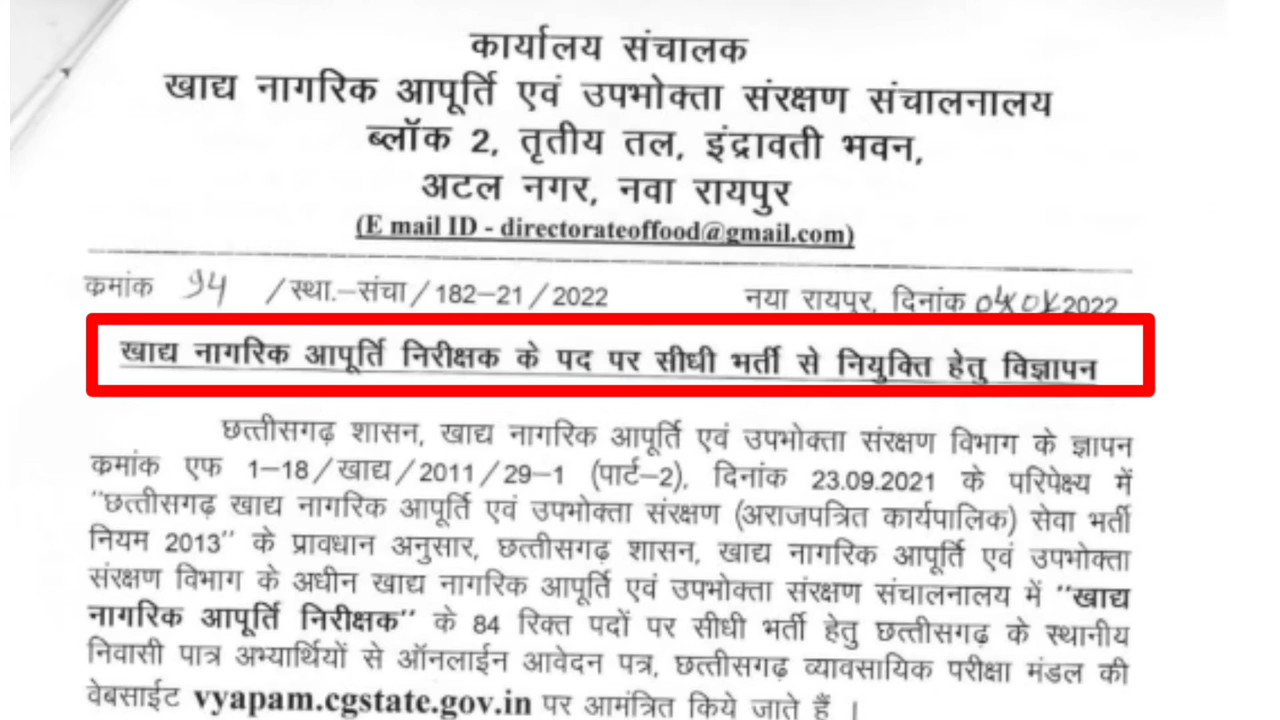 कार्यालय संचालक
खाद्य नागरिक आपूर्ति एवं उपभोक्ता संरक्षण संचालनालय
ब्लॉक 2, तृतीय तल, इंद्रावती भवन,
अटल नगर, नवा रायपुर
(E mail ID - directorateoffood@gmail.com)
कमांक 94 /स्था.–संचा/182–21/2022 नया रायपुर, दिनांक 2022
खाद्य नागरिक आपूर्ति निरीक्षक के पद पर सीधी भर्ती से नियुक्ति हेतु विज्ञापन
छत्तीसगढ़ शासन, खाद्य नागरिक आपूर्ति एवं उपभोक्ता संरक्षण विभाग के ज्ञापन
कमांक एफ 1–18/खाद्य/2011/29–1 (पार्ट–2), दिनांक 23.09.2021 के परिपेक्ष्य में
"छत्तीसगढ़ खाद्य नागरिक आपूर्ति एवं उपभोक्ता संरक्षण (अराजपत्रित कार्यपालिक) सेवा भर्ती
नियम 2013" के प्रावधान अनुसार, छत्तीसगढ़ शासन, खाद्य नागरिक आपूर्ति एवं उपभोक्ता
संरक्षण विभाग के अधीन खाद्य नागरिक आपूर्ति एवं उपभोक्ता संरक्षण संचालनालय में "खाद्य
नागरिक आपूर्ति निरीक्षक" के 84 रिक्त पदों पर सीधी भर्ती हेतु छत्तीसगढ़ के स्थानीय
निवासी पात्र अभ्यार्थियों से ऑनलाईन आवेदन पत्र, छत्तीसगढ़ व्यावसायिक परीक्षा मंडल की
वेबसाईट vyapam.cgstate.gov.in पर आमंत्रित किये जाते हैं ।